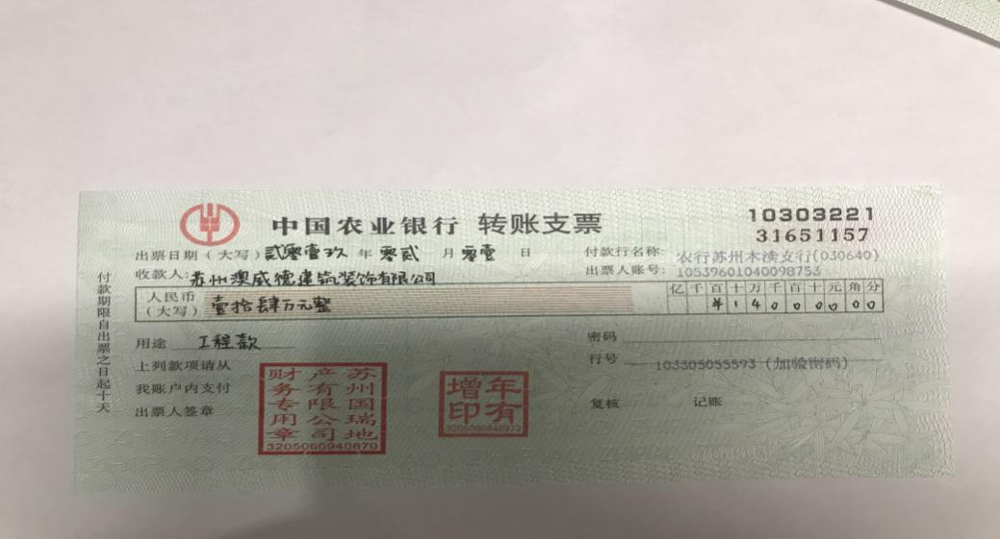 中国农业银行 转账支票
10303221
31651157
出票日期(大写)贰零壹玖 年 零贰 月 零壹 日
付款行名称: 农行苏州木渎支行(030640)
收款人: 苏州澳威德建筑装饰有限公司
出票人账号: 10539601040098753
人民币
(大写)
壹拾肆万元整
亿 千 百 十 万 千 百 十 元 角 分
¥ 1 4 0 0 0 0 0 0
用途 工程款
密码
上列款项请从
行号 103305055593 (加验密码)
我账户内支付
出票人签章
复核 记账
付款期限自出票之日起十天
苏州国瑞地
产有限公司
财务专用章
3205060940870
年有
增印
3205060940972